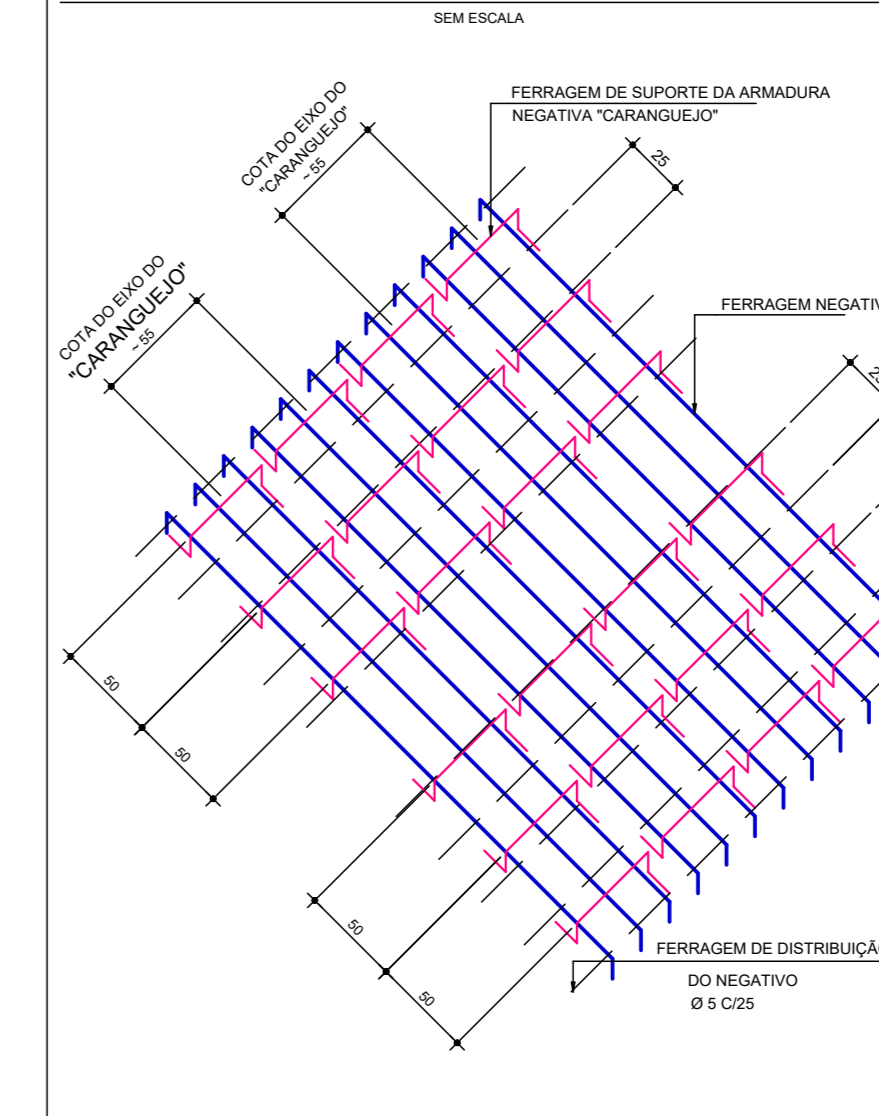 SEM ESCALA
FERRAGEM DE SUPORTE DA ARMADURA
NEGATIVA "CARANGUEJO"
COTA DO EIXO DO
"CARANGUEJO"
~ 55
25
COTA DO EIXO DO
"CARANGUEJO"
~ 55
FERRAGEM NEGATIV
50
50
50
50
FERRAGEM DE DISTRIBUIÇÃ
DO NEGATIVO
Ø 5 C/25